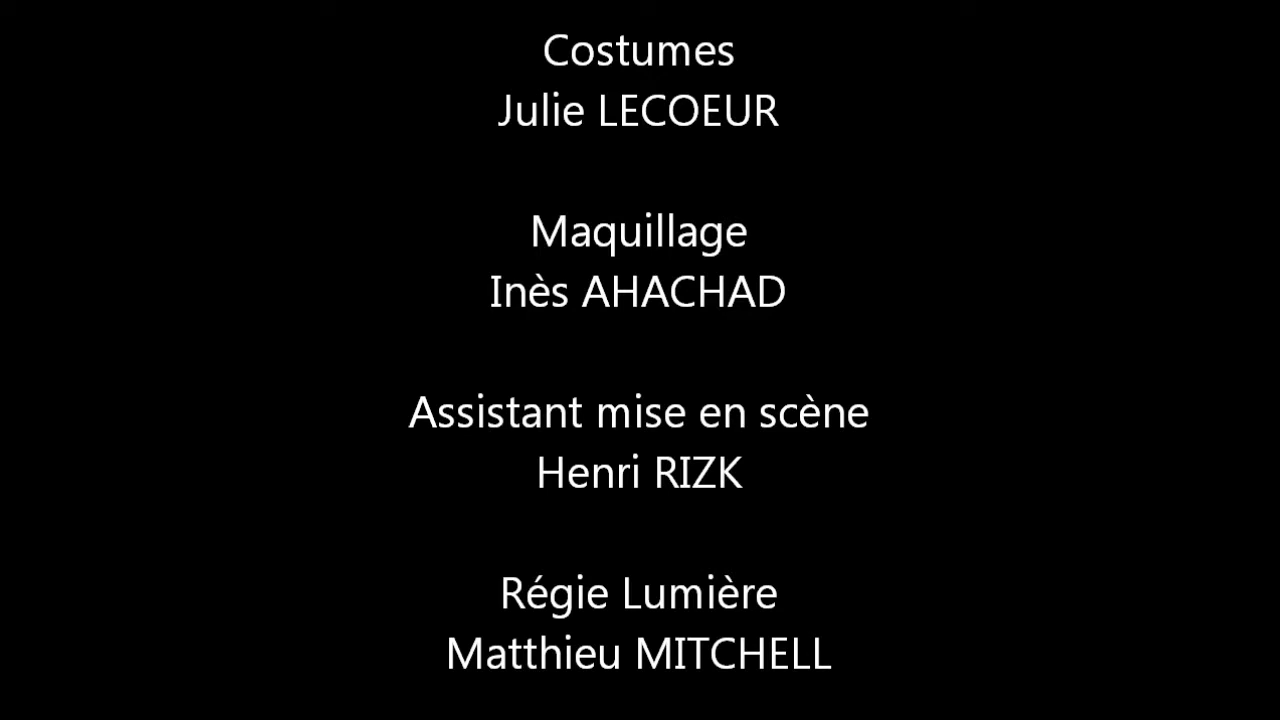 Costumes
Julie LECOEUR
Maquillage
Inès AHACHAD
Assistant mise en scène
Henri RIZK
Régie Lumière
Matthieu MITCHELL